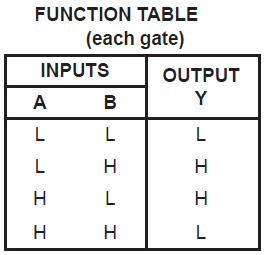 FUNCTION TABLE
(each gate)
INPUTS OUTPUT
A B Y
L L L
L H H
H L H
H H L